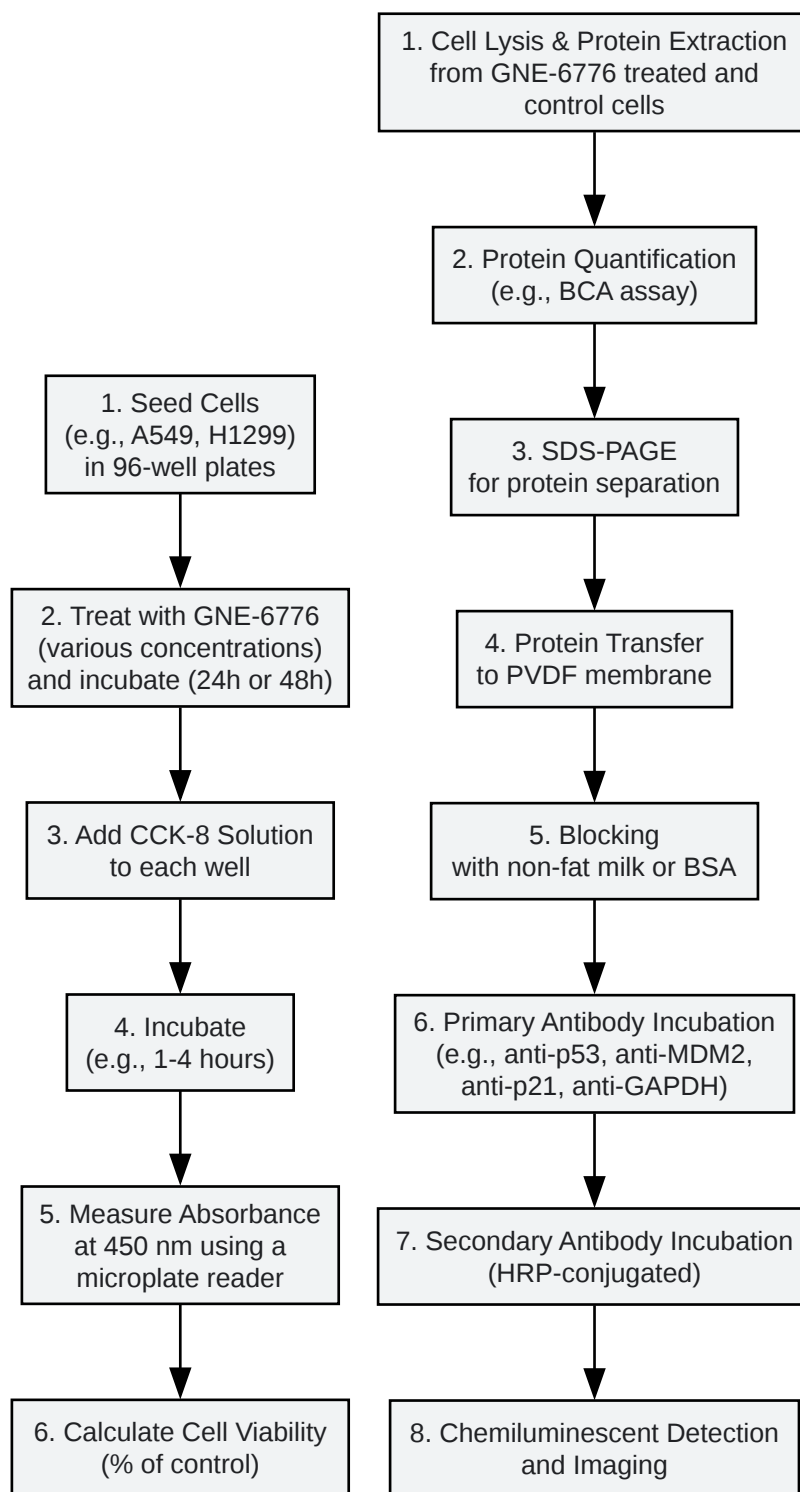 1. Seed Cells
(e.g., A549, H1299)
in 96-well plates
2. Treat with GNE-6776
(various concentrations)
and incubate (24h or 48h)
3. Add CCK-8 Solution
to each well
4. Incubate
(e.g., 1-4 hours)
5. Measure Absorbance
at 450 nm using a
microplate reader
6. Calculate Cell Viability
(% of control)
1. Cell Lysis & Protein Extraction
from GNE-6776 treated and
control cells
2. Protein Quantification
(e.g., BCA assay)
3. SDS-PAGE
for protein separation
4. Protein Transfer
to PVDF membrane
5. Blocking
with non-fat milk or BSA
6. Primary Antibody Incubation
(e.g., anti-p53, anti-MDM2,
anti-p21, anti-GAPDH)
7. Secondary Antibody Incubation
(HRP-conjugated)
8. Chemiluminescent Detection
and Imaging